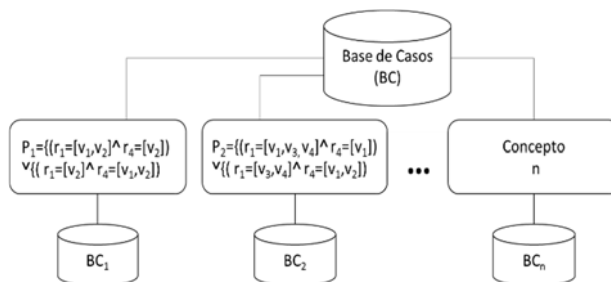 Base de Casos
(BC)
P₁={(r₁=[v₁,v₂]^ r₄=[v₂])
ᵛ{( r₁=[v₂]^ r₄=[v₁,v₂])
P₂={(r₁=[v₁,v₃,v₄]^ r₄=[v₁])
ᵛ{( r₁=[v₃,v₄]^ r₄=[v₁,v₂])
•••
Concepto
n
BC₁
BC₂
BCₙ